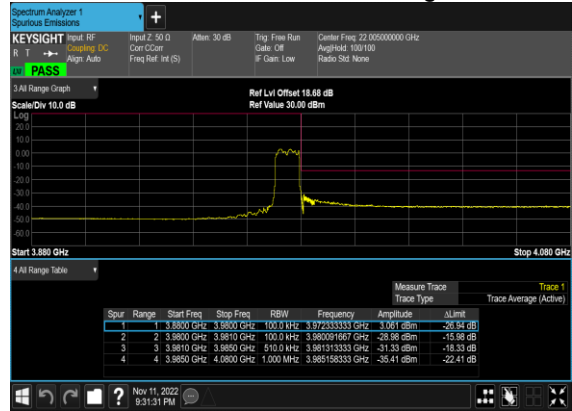 Spectrum Analyzer 1
Spurious Emissions
KEYSIGHT
R T
PASS
Input: RF
Coupling: DC
Align: Auto
Input Z: 50 Ω
Corr CCorr
Freq Ref: Int (S)
Atten: 30 dB
Trig: Free Run
Gate: Off
IF Gain: Low
Center Freq: 22.005000000 GHz
Avg|Hold: 100/100
Radio Std: None
3 All Range Graph
Scale/Div 10.0 dB
Ref Lvl Offset 18.68 dB
Ref Value 30.00 dBm
Log
20.0
10.0
0.00
-10.0
-20.0
-30.0
-40.0
-50.0
-60.0
Start 3.880 GHz
Stop 4.080 GHz
4 All Range Table
Measure Trace Trace 1
Trace Type Trace Average (Active)
Spur Range Start Freq Stop Freq RBW Frequency Amplitude ΔLimit
1 1 3.8800 GHz 3.9800 GHz 100.0 kHz 3.972333333 GHz 3.061 dBm -26.94 dB
2 2 3.9800 GHz 3.9810 GHz 100.0 kHz 3.980091667 GHz -28.98 dBm -15.98 dB
3 3 3.9810 GHz 3.9850 GHz 510.0 kHz 3.981313333 GHz -31.33 dBm -18.33 dB
4 4 3.9850 GHz 4.0800 GHz 1.000 MHz 3.985158333 GHz -35.41 dBm -22.41 dB
Nov 11, 2022
9:31:31 PM